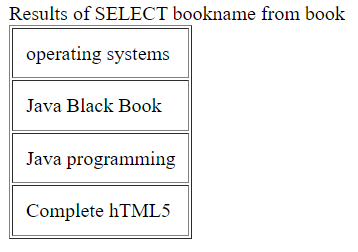 Results of SELECT bookname from book
operating systems
Java Black Book
Java programming
Complete hTML5